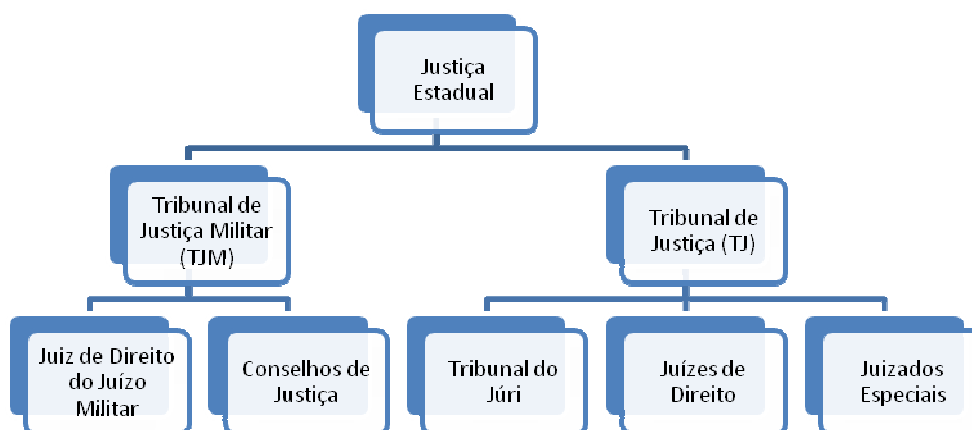 Justiça
Estadual
Tribunal de
Justiça Militar
(TJM)
Tribunal de
Justiça (TJ)
Juiz de Direito
do Juízo
Militar
Conselhos de
Justiça
Tribunal do
Júri
Juízes de
Direito
Juizados
Especiais